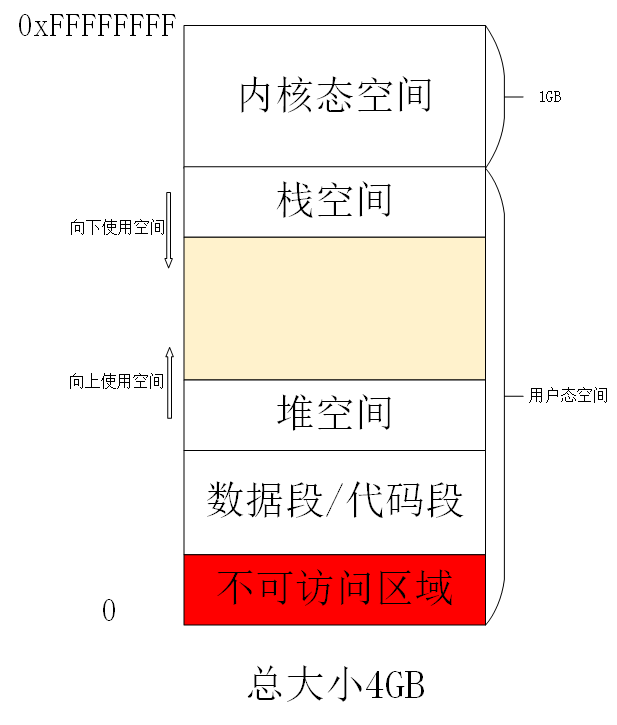 0xFFFFFFFF
内核态空间
1GB
栈空间
向下使用空间
向上使用空间
用户态空间
堆空间
数据段/代码段
不可访问区域
0
总大小4GB